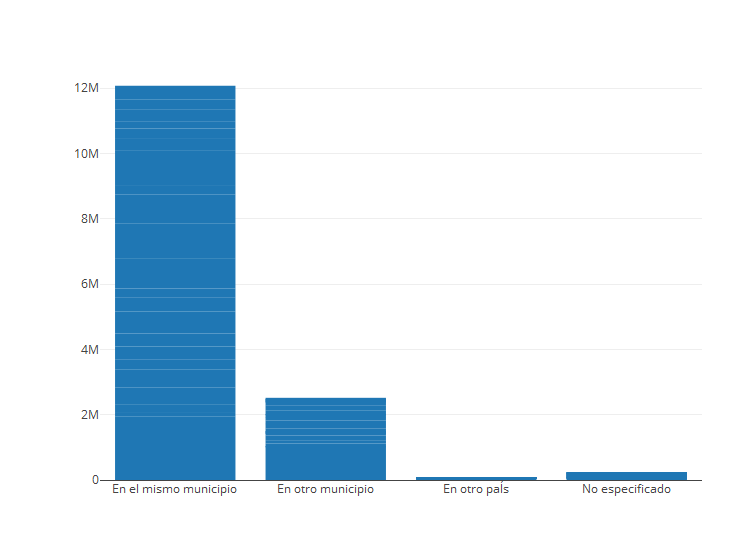 12M
10M
8M
6M
4M
2M
0
En el mismo municipio
En otro municipio
En otro país
No especificado